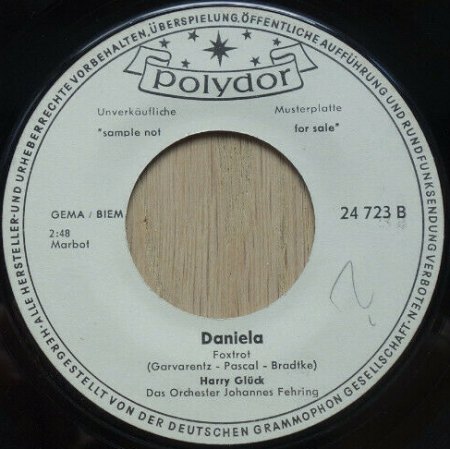 ALLE HERSTELLER-UND URHEBERRECHTE VORBEHALTEN, ÜBERSPIELUNG, ÖFFENTLICHE AUFFÜHRUNG UND RUNDFUNKSENDUNG VERBOTEN·
polydor
Unverkäufliche Musterplatte
"sample not for sale"
GEMA / BIEM 24 723 B
2:48
Marbot
Daniela
Foxtrot
(Garvarentz - Pascal - Bradtke)
Harry Glück
Das Orchester Johannes Fehring
HERGESTELLT VON DER DEUTSCHEN GRAMMOPHON GESELLSCHAFT·